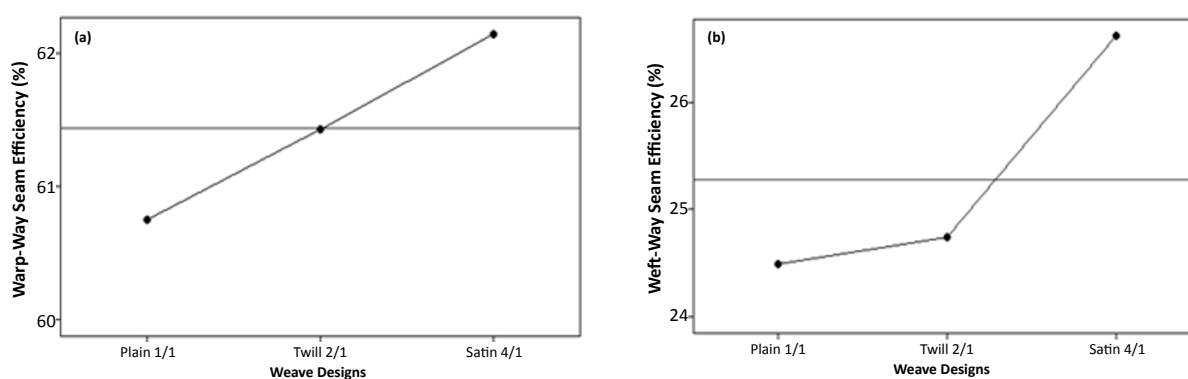 (a)
Warp-Way Seam Efficiency (%)
62
61
60
Plain 1/1 Twill 2/1 Satin 4/1
Weave Designs
(b)
Weft-Way Seam Efficiency (%)
26
25
24
Plain 1/1 Twill 2/1 Satin 4/1
Weave Designs